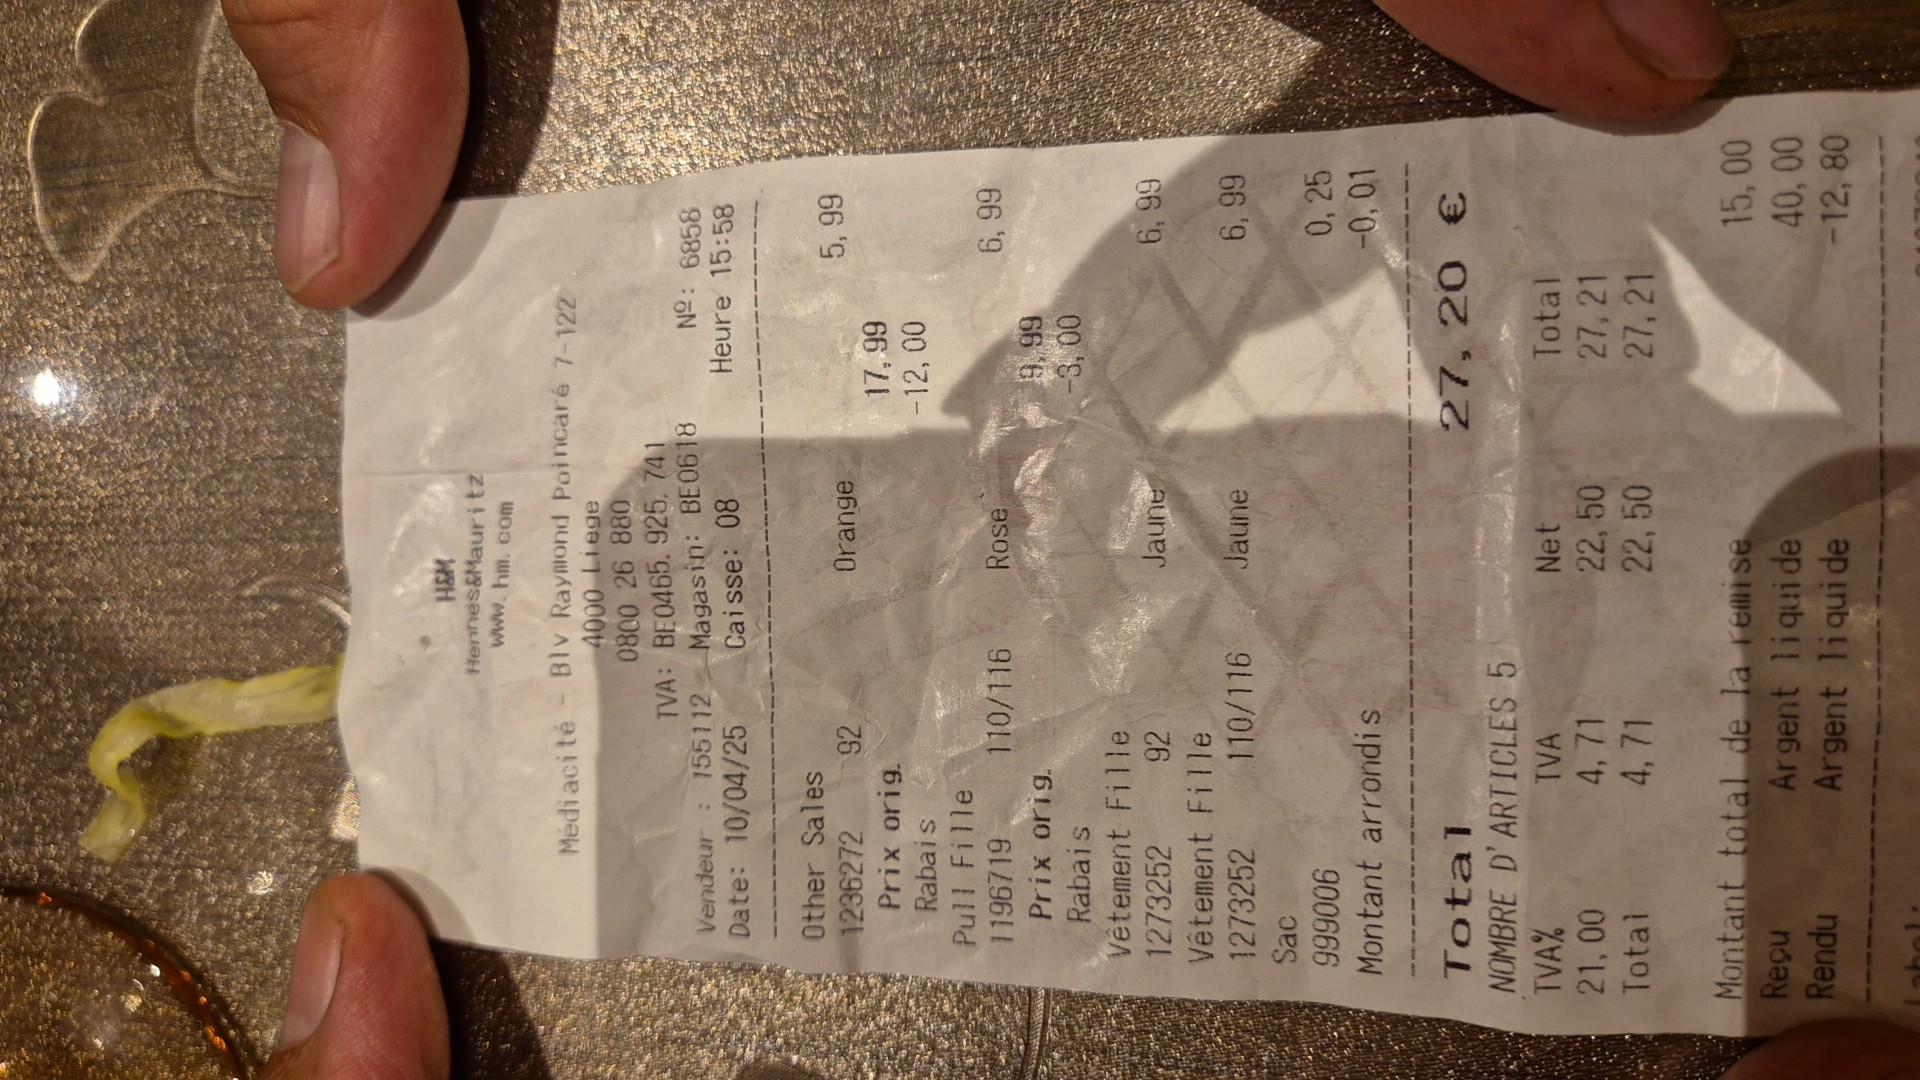 H&M
Hennes&Mauritz
www.hm.com
Médiacité - Blv Raymond Poincaré 7-122
4000 Liege
0800 26 880
TVA: BE0465.925.741
Vendeur : 155112 Magasin: BE0618 Nº: 6858
Date: 10/04/25 Caisse: 08 Heure 15:58
Other Sales 5,99
1236272 92 Orange
Prix orig. 17,99
Rabais -12,00
Pull Fille 6,99
1196719 110/116 Rose
Prix orig. 9,99
Rabais -3,00
Vêtement Fille 6,99
1273252 92 Jaune
Vêtement Fille 6,99
1273252 110/116 Jaune
Sac 0,25
9999006
Montant arrondis -0,01
Total 27,20 €
NOMBRE D'ARTICLES 5
TVA% TVA Net Total
21,00 4,71 22,50 27,21
Total 4,71 22,50 27,21
Montant total de la remise 15,00
Reçu Argent liquide 40,00
Rendu Argent liquide -12,80